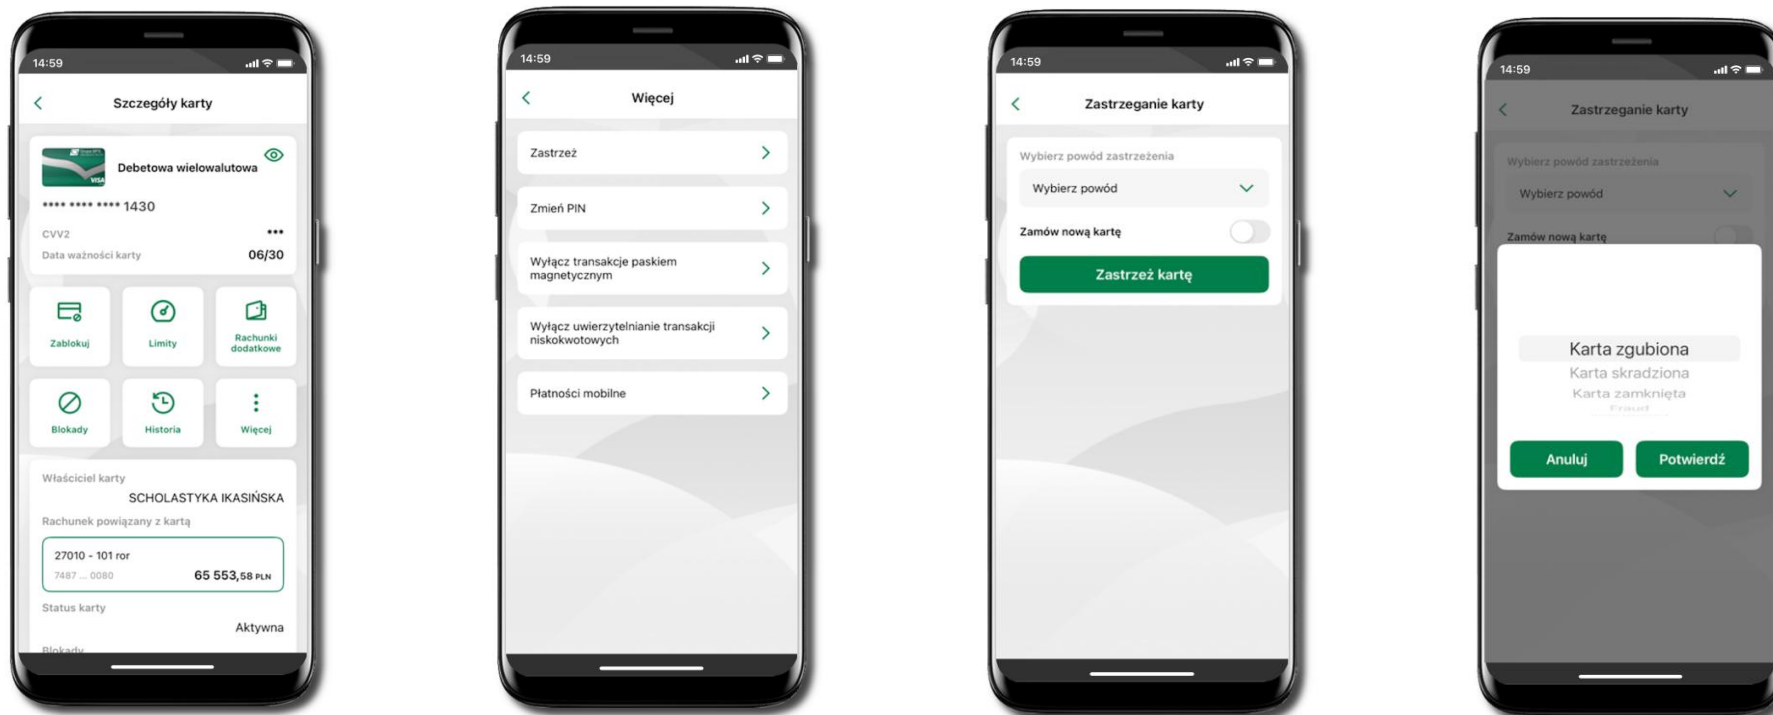 14:59
Szczegóły karty
VISA
Debetowa wielowalutowa
**** **** **** 1430
CVV2 ***
Data ważności karty 06/30
Zablokuj
Limity
Rachunki
dodatkowe
Blokady
Historia
Więcej
Właściciel karty
SCHOLASTYKA IKASIŃSKA
Rachunek powiązany z kartą
27010 - 101 ror
7487 ... 0080 65 553,58 PLN
Status karty
Aktywna
Blokady
14:59
Więcej
Zastrzeż
Zmień PIN
Wyłącz transakcje paskiem
magnetycznym
Wyłącz uwierzytelnianie transakcji
niskokwotowych
Płatności mobilne
14:59
Zastrzeganie karty
Wybierz powód zastrzeżenia
Wybierz powód
Zamów nową kartę
Zastrzeż kartę
14:59
Zastrzeganie karty
Wybierz powód zastrzeżenia
Wybierz powód
Zamów nową kartę
Karta zgubiona
Karta skradziona
Karta zamknięta
Fraud
Anuluj
Potwierdź